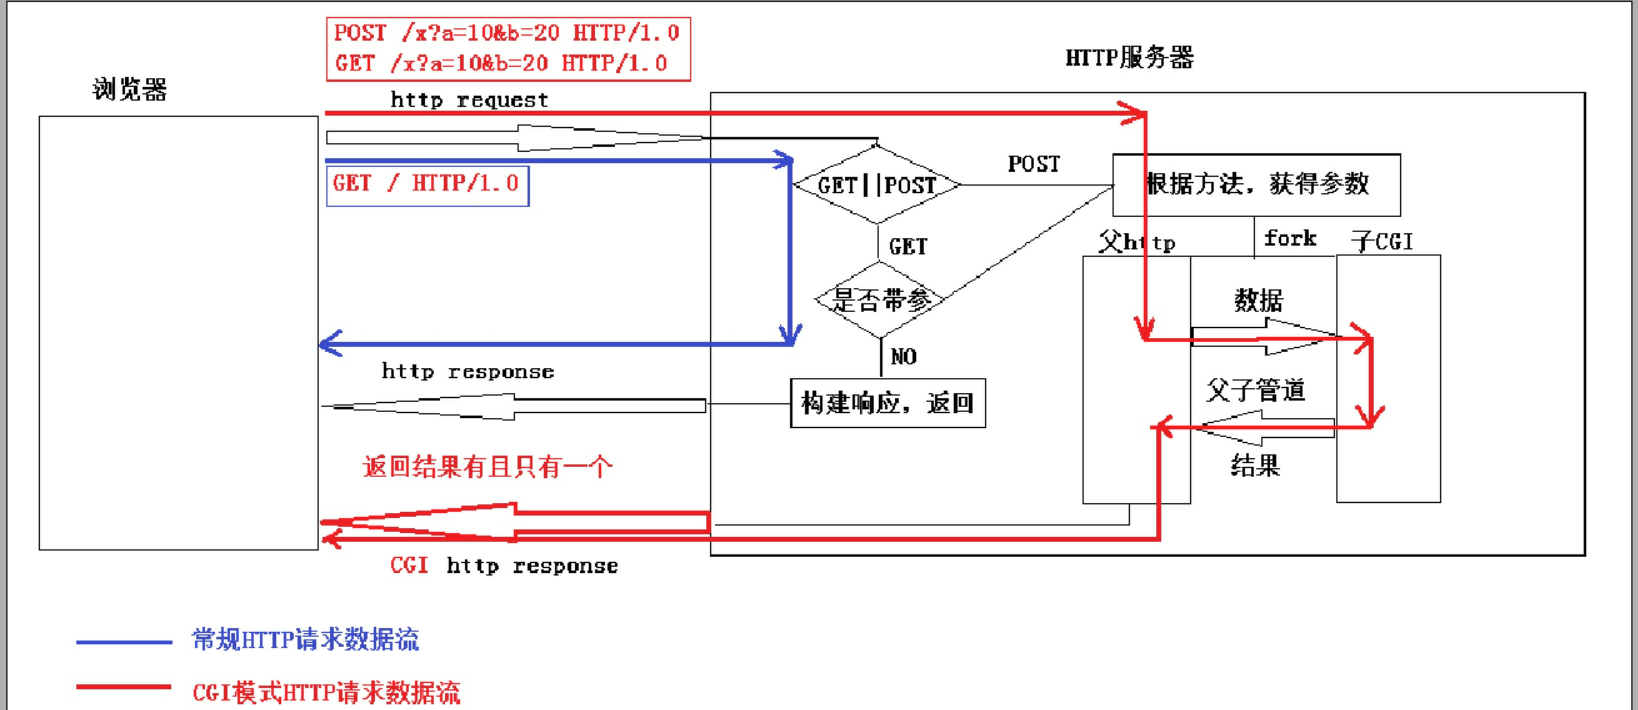 POST /x?a=10&b=20 HTTP/1.0
GET /x?a=10&b=20 HTTP/1.0
HTTP服务器
浏览器
http request
GET / HTTP/1.0
GET||POST
POST
根据方法，获得参数
GET
父http
fork
子CGI
是否带参
数据
NO
http response
父子管道
构建响应，返回
结果
返回结果有且只有一个
CGI http response
常规HTTP请求数据流
CGI模式HTTP请求数据流